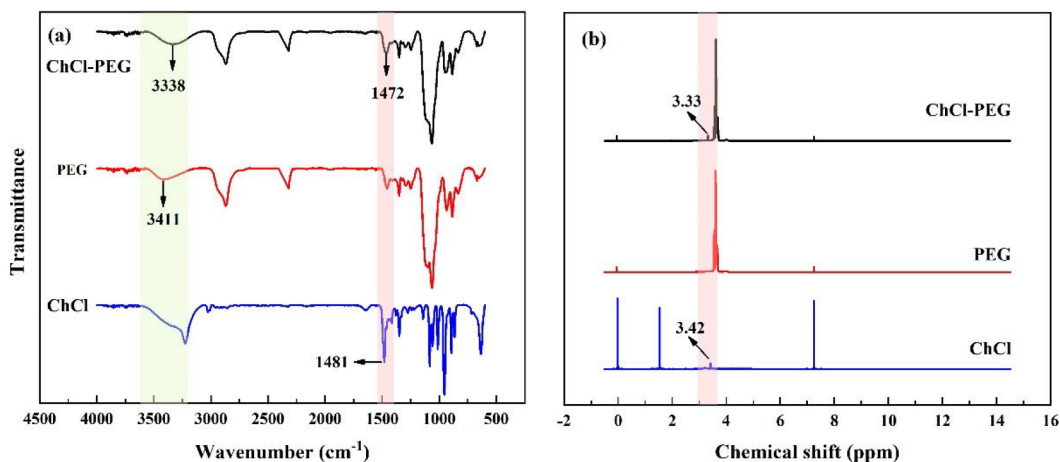 (a)
ChCl-PEG
3338
1472
PEG
3411
ChCl
1481
Transmittance
4500 4000 3500 3000 2500 2000 1500 1000 500
Wavenumber (cm-1)
(b)
3.33
ChCl-PEG
PEG
3.42
ChCl
-2 0 2 4 6 8 10 12 14 16
Chemical shift (ppm)